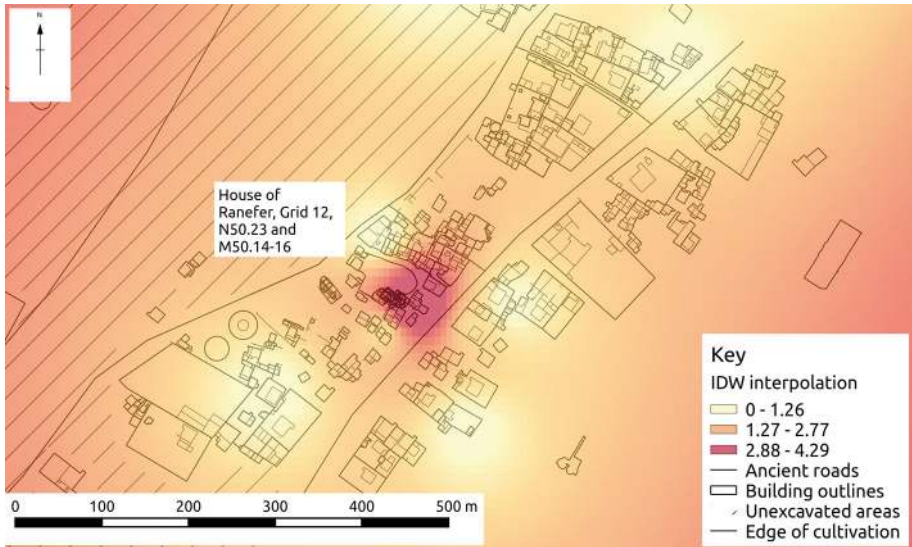 N
House of
Ranefer, Grid 12,
N50.23 and
M50.14-16
Key
IDW interpolation
0 - 1.26
1.27 - 2.77
2.88 - 4.29
Ancient roads
Building outlines
Unexcavated areas
Edge of cultivation
0 100 200 300 400 500 m